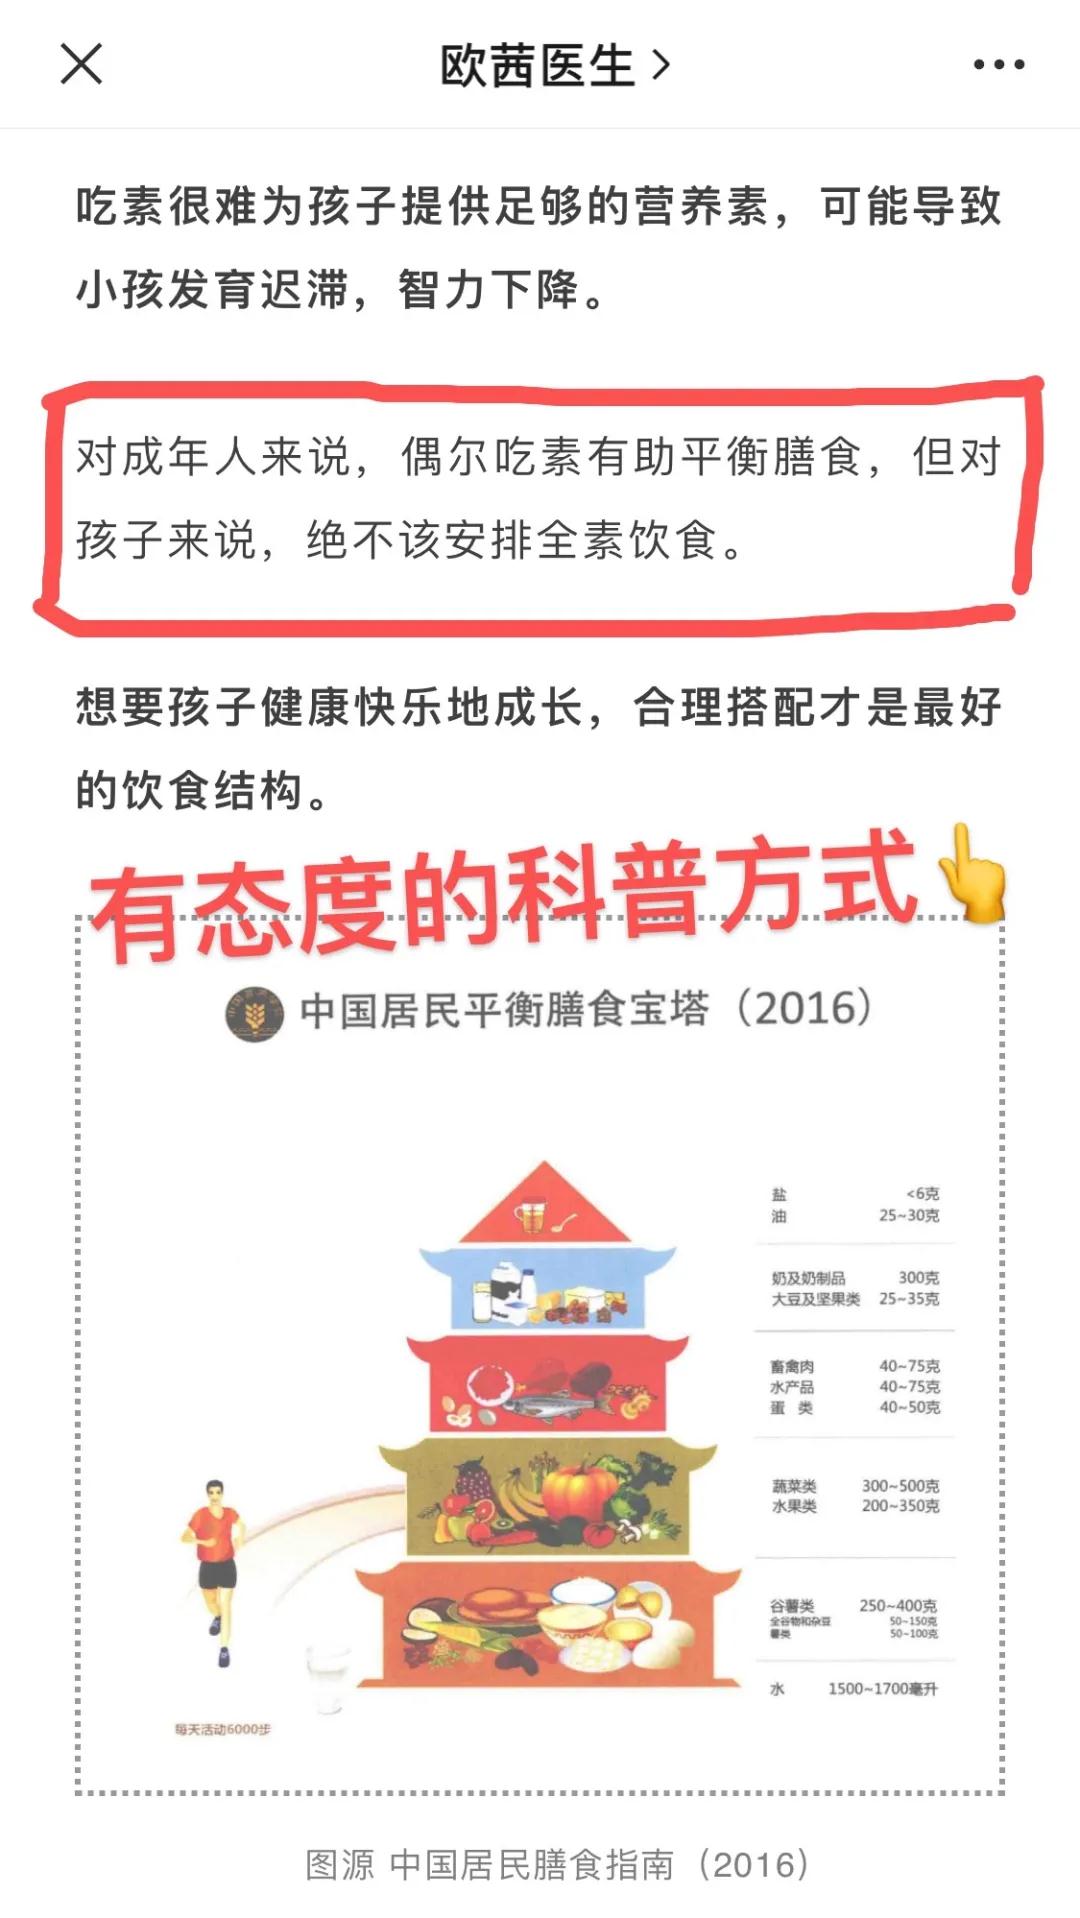 欧茜医生
吃素很难为孩子提供足够的营养素，可能导致
小孩发育迟滞，智力下降。
对成年人来说，偶尔吃素有助平衡膳食，但对
孩子来说，绝不该安排全素饮食。
想要孩子健康快乐地成长，合理搭配才是最好
的饮食结构。
有态度的科普方式
中国居民平衡膳食宝塔（2016）
盐 <6克
油 25~30克
奶及奶制品 300克
大豆及坚果类 25~35克
畜禽肉 40~75克
水产品 40~75克
蛋 类 40~50克
蔬菜类 300~500克
水果类 200~350克
谷薯类 250~400克
全谷物和杂豆 50~150克
薯类 50~100克
水 1500~1700毫升
每天活动6000步
图源 中国居民膳食指南（2016）